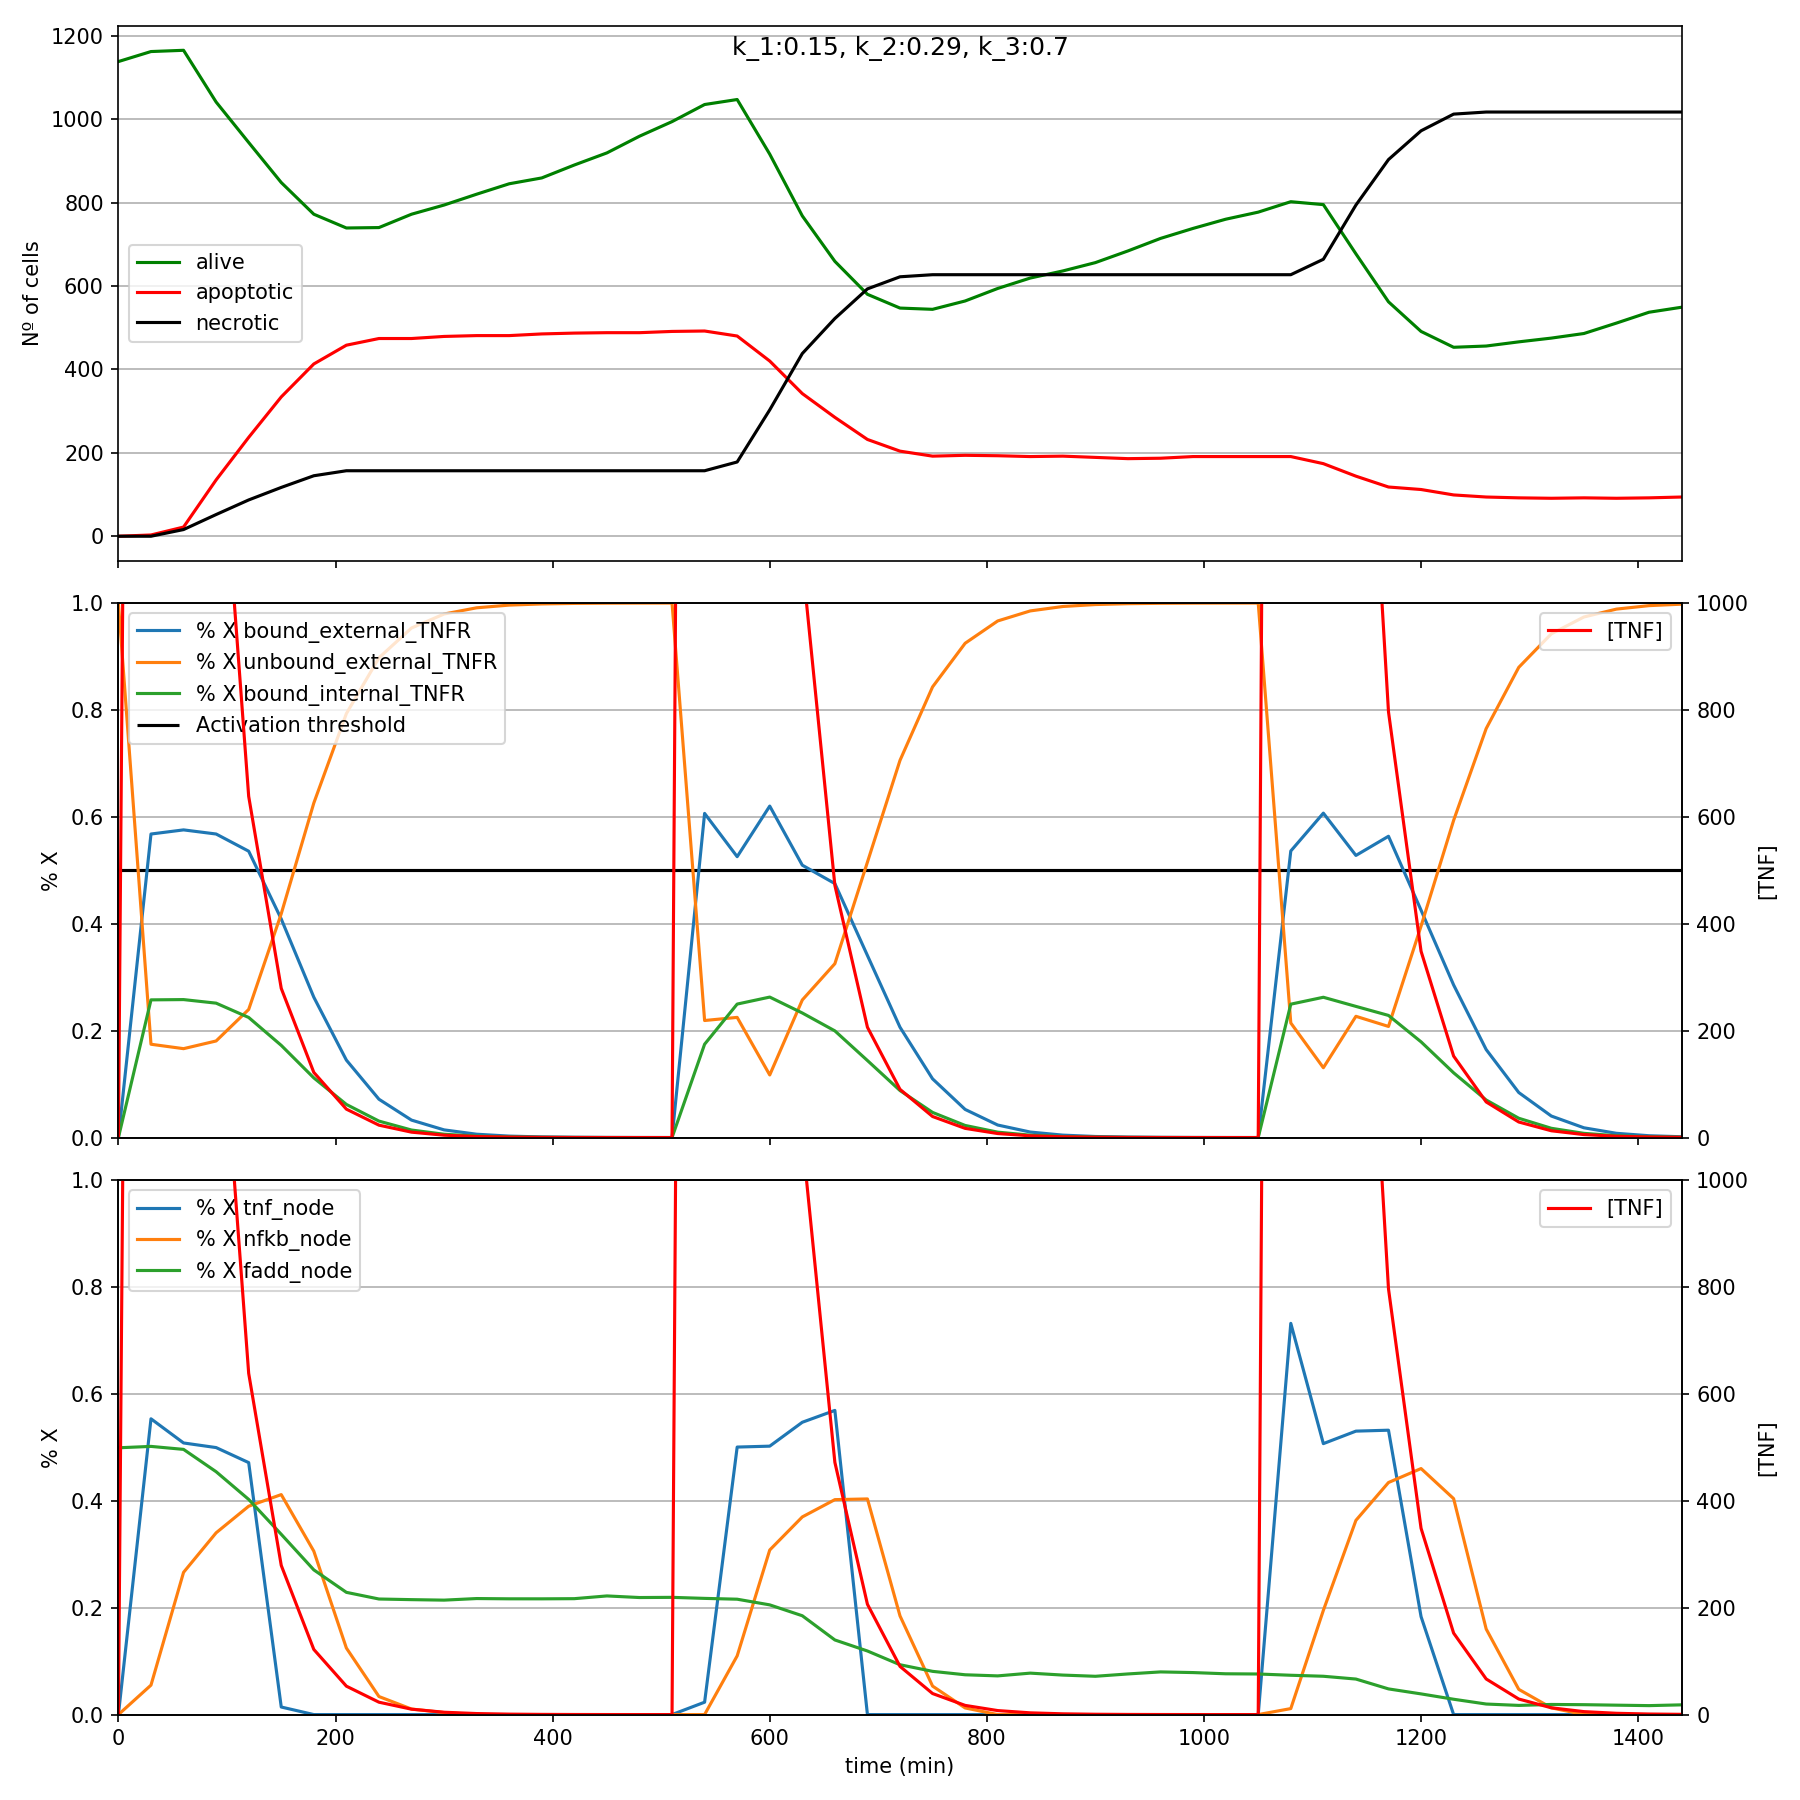 k_1:0.15, k_2:0.29, k_3:0.7
1200
1000
800
600
400
200
0
Nº of cells
alive
apoptotic
necrotic
1.0
0.8
0.6
0.4
0.2
0.0
% X
% X bound_external_TNFR
% X unbound_external_TNFR
% X bound_internal_TNFR
Activation threshold
[TNF]
1000
800
600
400
200
0
[TNF]
1.0
0.8
0.6
0.4
0.2
0.0
% X
% X tnf_node
% X nfkb_node
% X fadd_node
[TNF]
1000
800
600
400
200
0
[TNF]
0 200 400 600 800 1000 1200 1400
time (min)